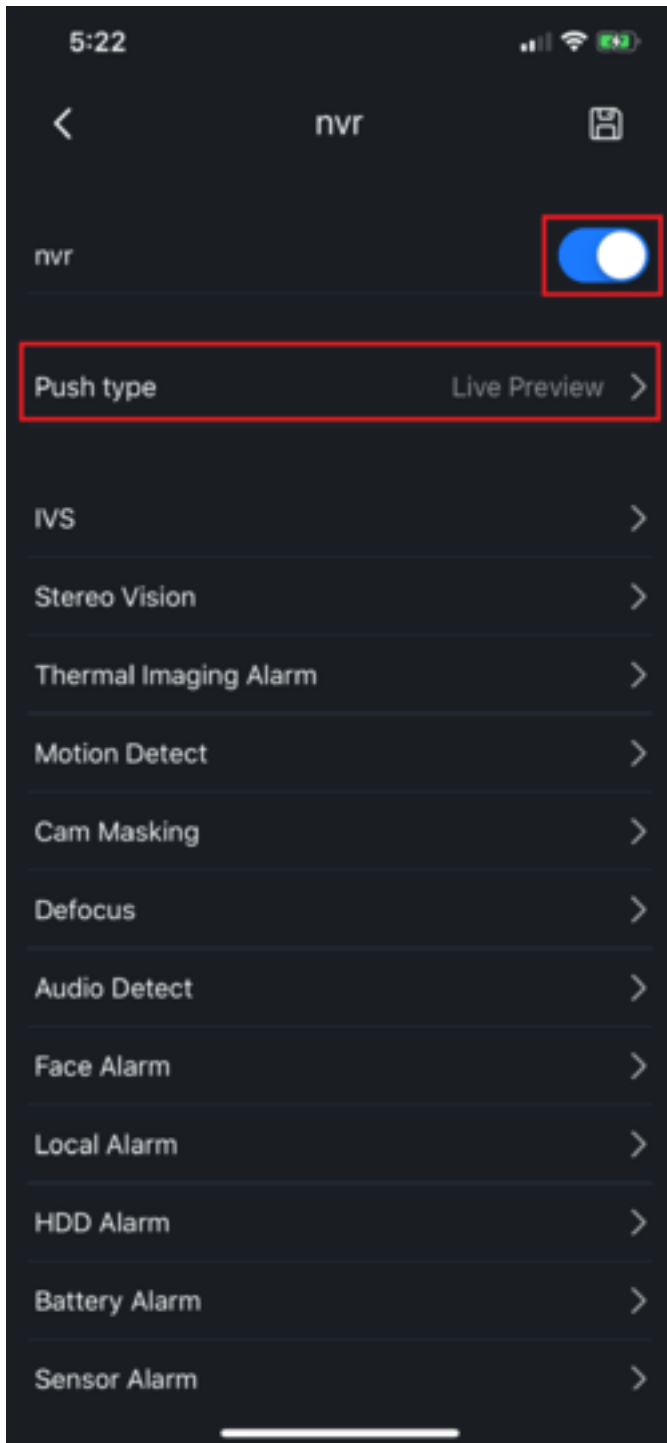 5:22
nvr
nvr
Push type Live Preview
IVS
Stereo Vision
Thermal Imaging Alarm
Motion Detect
Cam Masking
Defocus
Audio Detect
Face Alarm
Local Alarm
HDD Alarm
Battery Alarm
Sensor Alarm